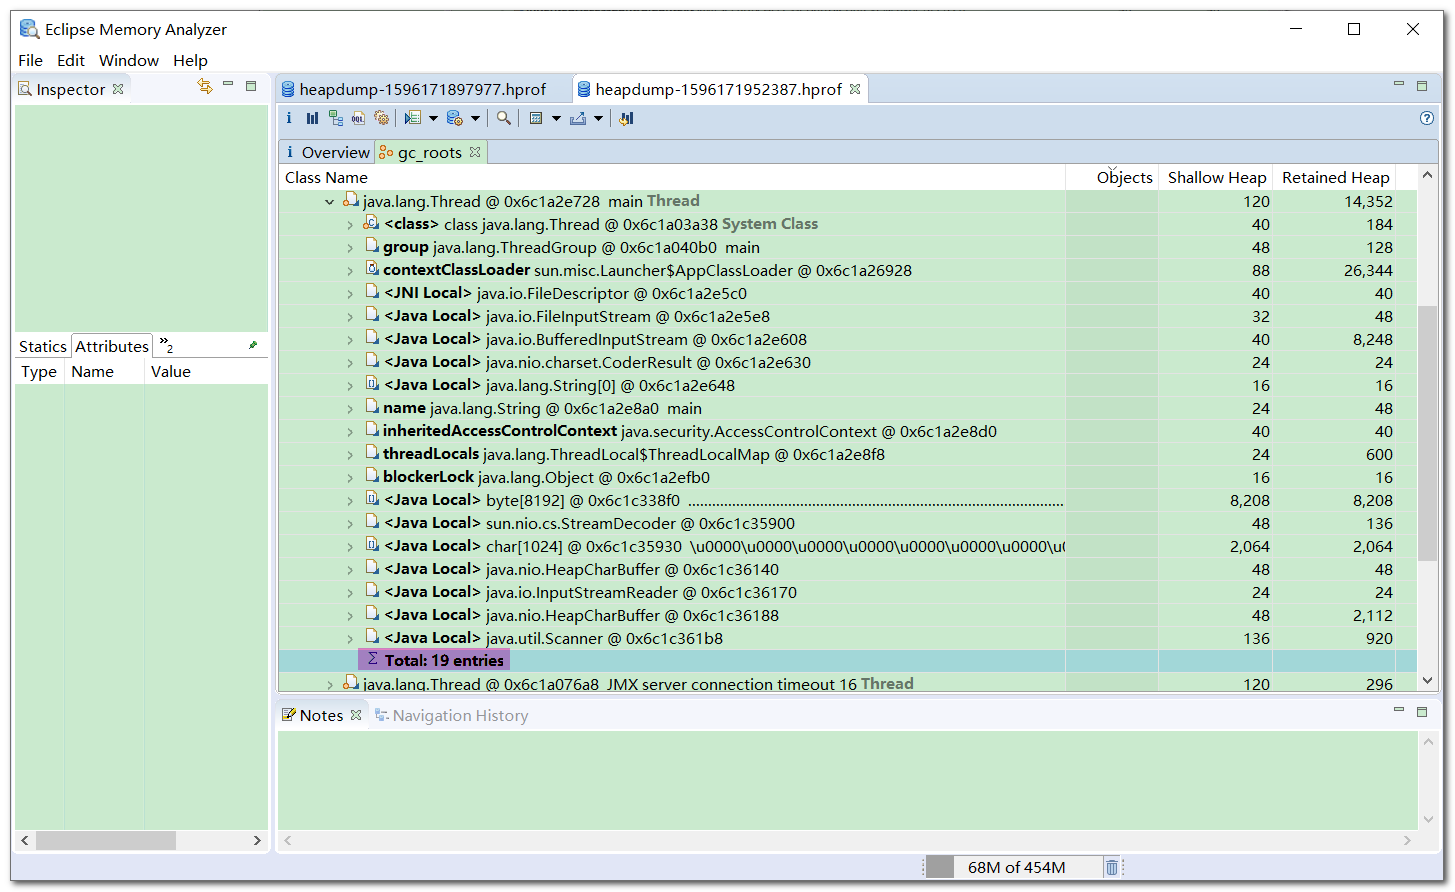 Eclipse Memory Analyzer
File Edit Window Help
Inspector
heapdump-1596171897977.hprof heapdump-1596171952387.hprof
Overview gc_roots
Class Name Objects Shallow Heap Retained Heap
java.lang.Thread @ 0x6c1a2e728 main Thread 120 14,352
<class> class java.lang.Thread @ 0x6c1a03a38 System Class 40 184
group java.lang.ThreadGroup @ 0x6c1a040b0 main 48 128
contextClassLoader sun.misc.Launcher$AppClassLoader @ 0x6c1a26928 88 26,344
<JNI Local> java.io.FileDescriptor @ 0x6c1a2e5c0 40 40
<Java Local> java.io.FileInputStream @ 0x6c1a2e5e8 32 48
<Java Local> java.io.BufferedInputStream @ 0x6c1a2e608 40 8,248
<Java Local> java.nio.charset.CoderResult @ 0x6c1a2e630 24 24
<Java Local> java.lang.String[0] @ 0x6c1a2e648 16 16
name java.lang.String @ 0x6c1a2e8a0 main 24 48
inheritedAccessControlContext java.security.AccessControlContext @ 0x6c1a2e8d0 40 40
threadLocals java.lang.ThreadLocal$ThreadLocalMap @ 0x6c1a2e8f8 24 600
blockerLock java.lang.Object @ 0x6c1a2efb0 16 16
<Java Local> byte[8192] @ 0x6c1c338f0 ........................................................................................... 8,208 8,208
<Java Local> sun.nio.cs.StreamDecoder @ 0x6c1c35900 48 136
<Java Local> char[1024] @ 0x6c1c35930 \u0000\u0000\u0000\u0000\u0000\u0000\u0000\u0 2,064 2,064
<Java Local> java.nio.HeapCharBuffer @ 0x6c1c36140 48 48
<Java Local> java.io.InputStreamReader @ 0x6c1c36170 24 24
<Java Local> java.nio.HeapCharBuffer @ 0x6c1c36188 48 2,112
<Java Local> java.util.Scanner @ 0x6c1c361b8 136 920
Σ Total: 19 entries
java.lang.Thread @ 0x6c1a076a8 JMX server connection timeout 16 Thread 120 296
Statics Attributes »2
Type Name Value
Notes Navigation History
68M of 454M